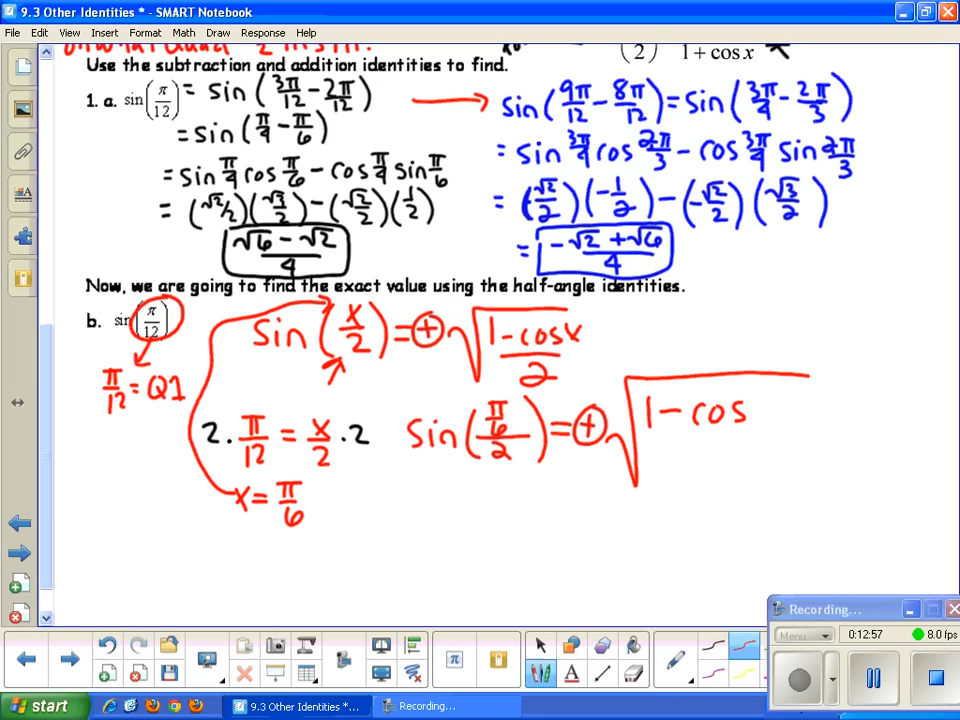 9.3 Other Identities * - SMART Notebook
File Edit View Insert Format Math Draw Response Help
(2) 1 + cos x
Use the subtraction and addition identities to find.
1. a. sin(π/12) = sin(3π/12 - 2π/12)
= sin(π/4 - π/6)
= sin π/4 cos π/6 - cos π/4 sin π/6
= (√2/2)(√3/2) - (√2/2)(1/2)
√6 - √2 / 4
sin(9π/12 - 8π/12) = sin(3π/4 - 2π/3)
= sin 3π/4 cos 2π/3 - cos 3π/4 sin 2π/3
= (√2/2)(-1/2) - (-√2/2)(√3/2)
= -√2 + √6 / 4
Now, we are going to find the exact value using the half-angle identities.
b. sin(π/12) sin(x/2) = + √(1 - cos x / 2)
π/12 = Q1
2 · π/12 = x/2 · 2
x = π/6
sin(π/6 / 2) = + √ 1 - cos
Recording...
Menu
0:12:57 8.0 fps
start
9.3 Other Identities *...
Recording...